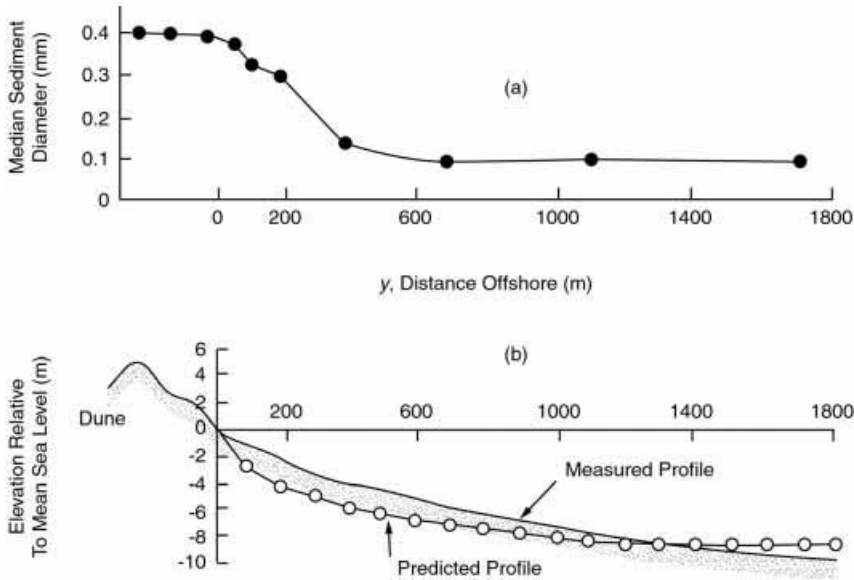 Median Sediment
Diameter (mm)
0.4
0.3
0.2
0.1
0
(a)
0 200 600 1000 1400 1800
y, Distance Offshore (m)
Elevation Relative
To Mean Sea Level (m)
6
4
2
0
-2
-4
-6
-8
-10
(b)
Dune
200 600 1000 1400 1800
Measured Profile
Predicted Profile